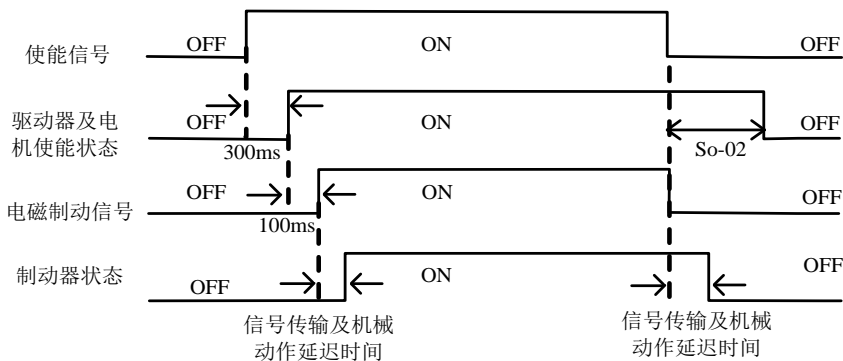 使能信号
OFF
ON
OFF
驱动器及电
机使能状态
OFF
ON
OFF
300ms
So-02
电磁制动信号
OFF
ON
OFF
100ms
制动器状态
OFF
ON
OFF
信号传输及机械
动作延迟时间
信号传输及机械
动作延迟时间